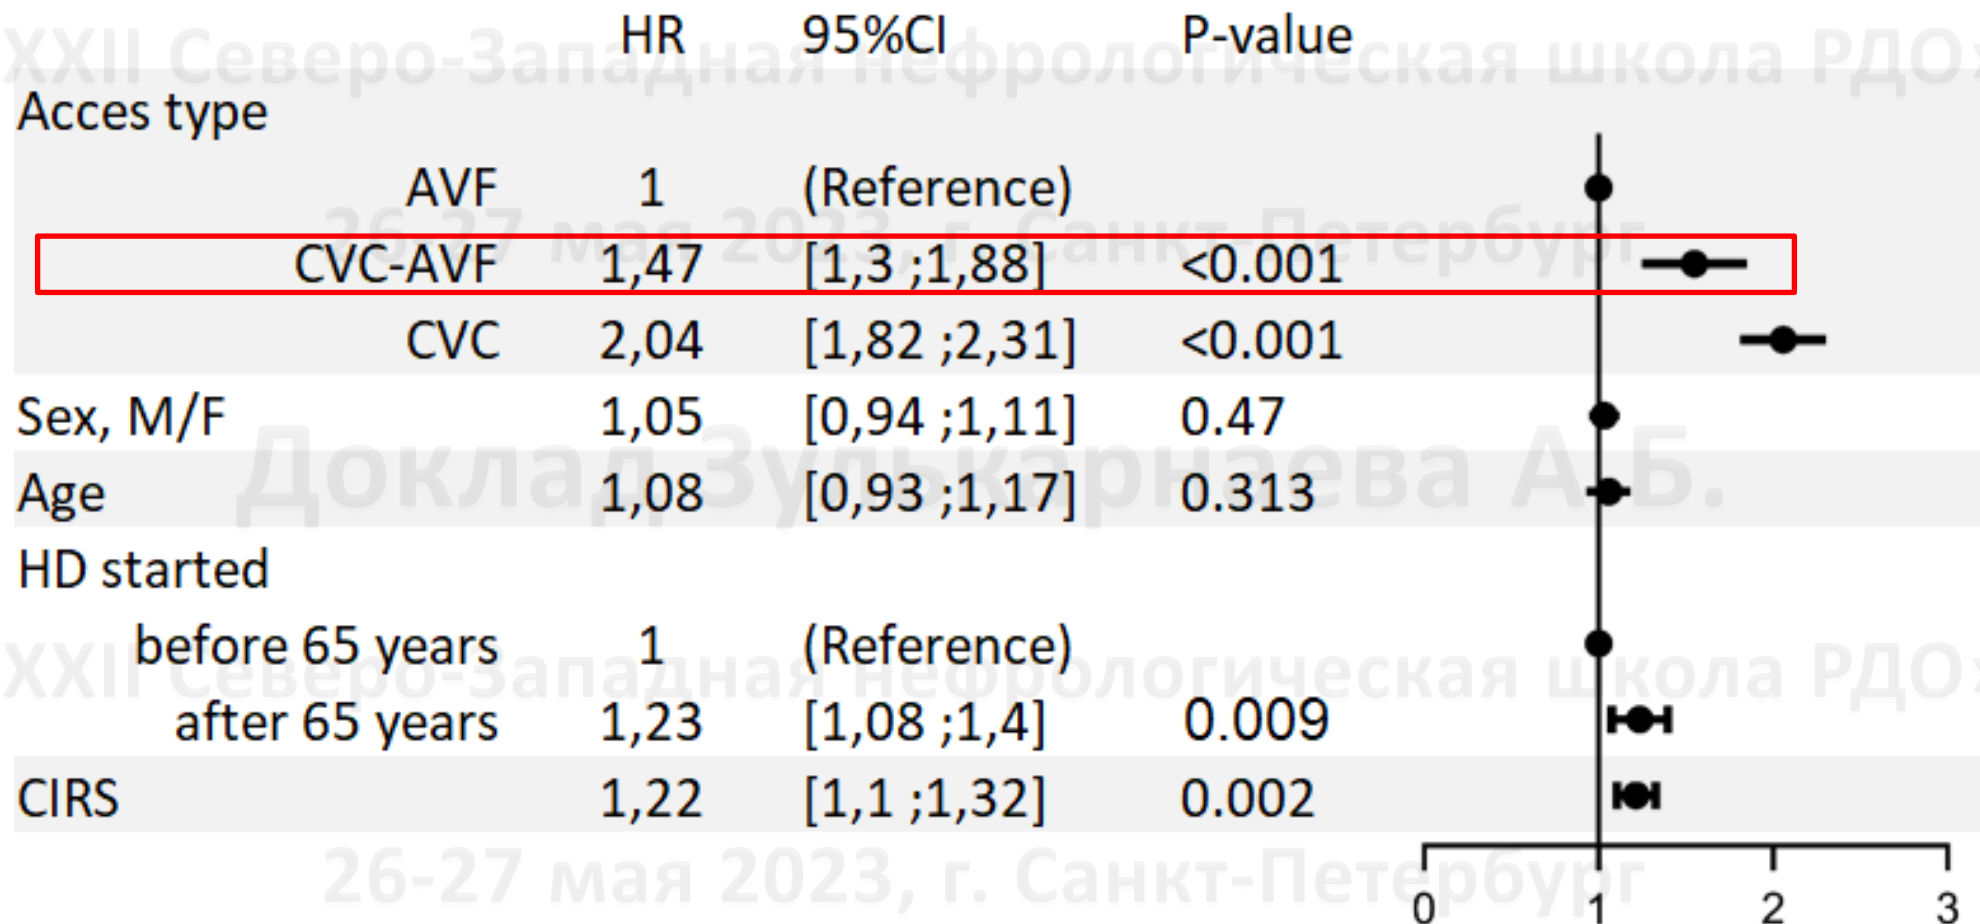 HR 95%CI P-value
XXII Северо-Западная нефрологическая школа РДО
Acces type
AVF 1 (Reference)
26-27 мая 2023, г. Санкт-Петербург
CVC-AVF 1,47 [1,3 ;1,88] <0.001
CVC 2,04 [1,82 ;2,31] <0.001
Sex, M/F 1,05 [0,94 ;1,11] 0.47
Доклад Зулькарнаева А.Б.
Age 1,08 [0,93 ;1,17] 0.313
HD started
before 65 years 1 (Reference)
XXII Северо-Западная нефрологическая школа РДО
after 65 years 1,23 [1,08 ;1,4] 0.009
CIRS 1,22 [1,1 ;1,32] 0.002
26-27 мая 2023, г. Санкт-Петербург
0 1 2 3